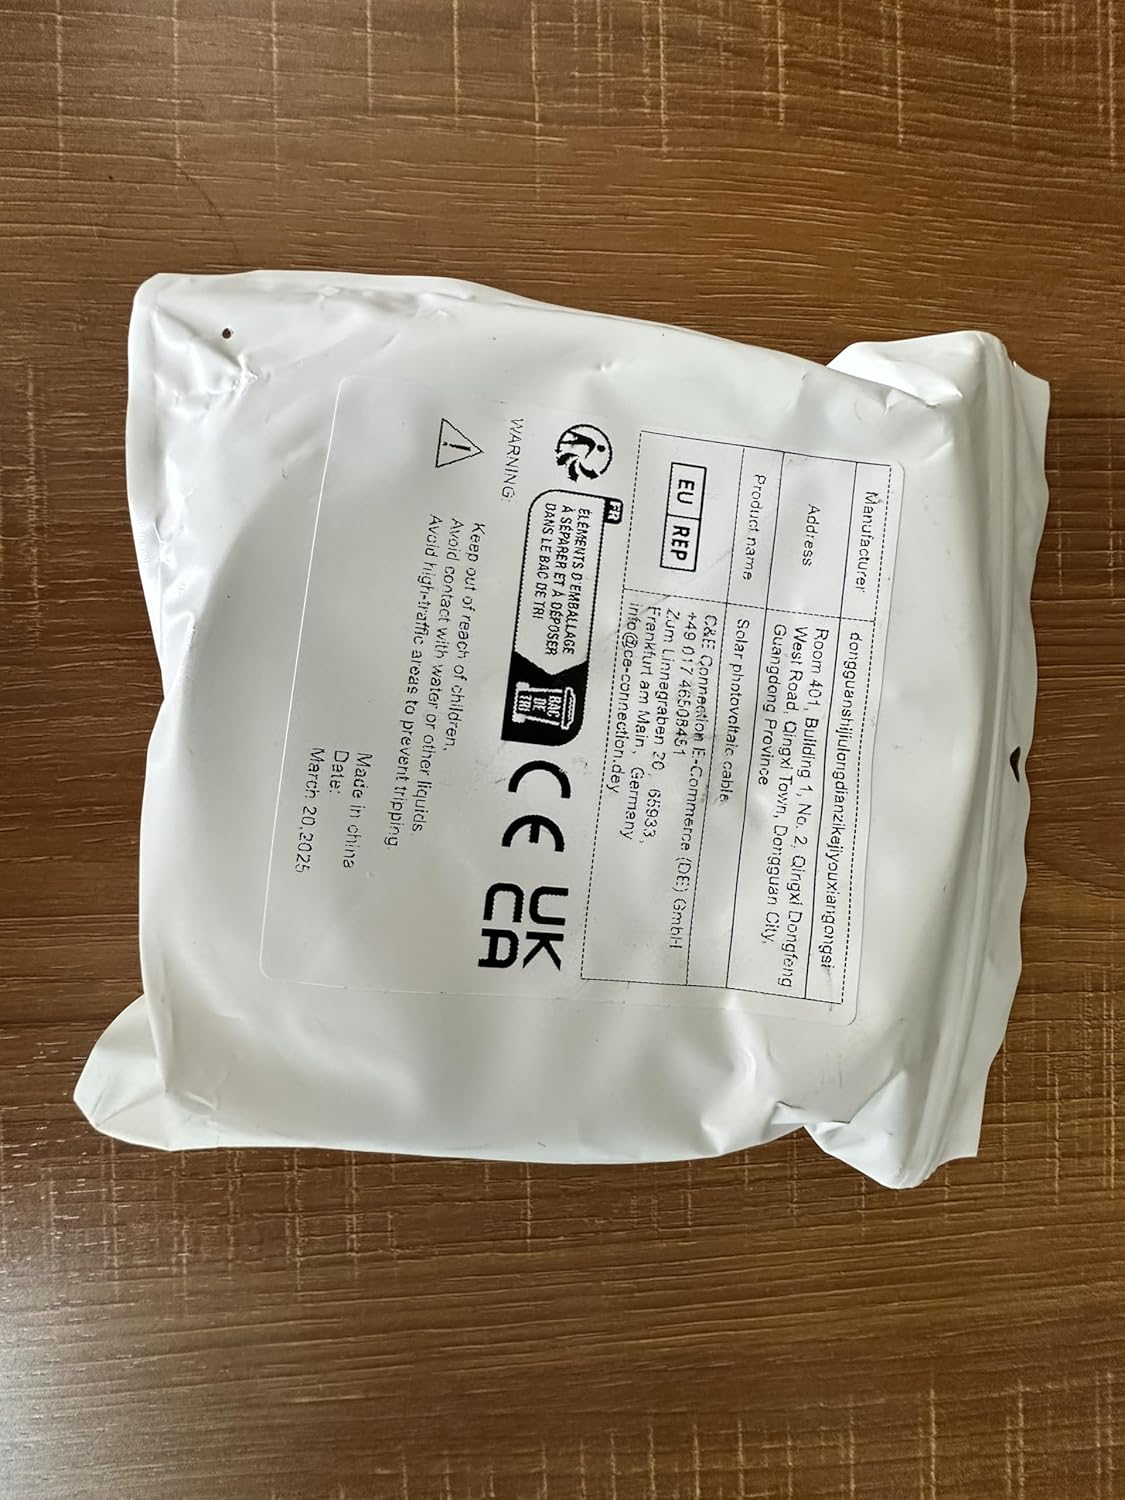 Manufacturer dongguanshijiufongdianzikejiyouxiangongsi
Address Room 401, Building 1, No. 2, Qingxi Dongfeng
West Road, Qingxi Town, Dongguan City,
Guangdong Province
Product name Solar photovoltaic cable
EU REP C&E Connection E-Commerce (DE) GmbH
+49 017 46508451
Zum Linnegraben 20, 65933,
Frankfurt am Main, Germany
info@ce-connection.dey
FR
ÉLÉMENTS D'EMBALLAGE
À SÉPARER ET À DÉPOSER
DANS LE BAC DE TRI
BAC
DE
TRI
CE
UK
CA
WARNING:
Keep out of reach of children,
Avoid contact with water or other liquids.
Avoid high-traffic areas to prevent tripping.
Made in china
Date:
March 20,2025